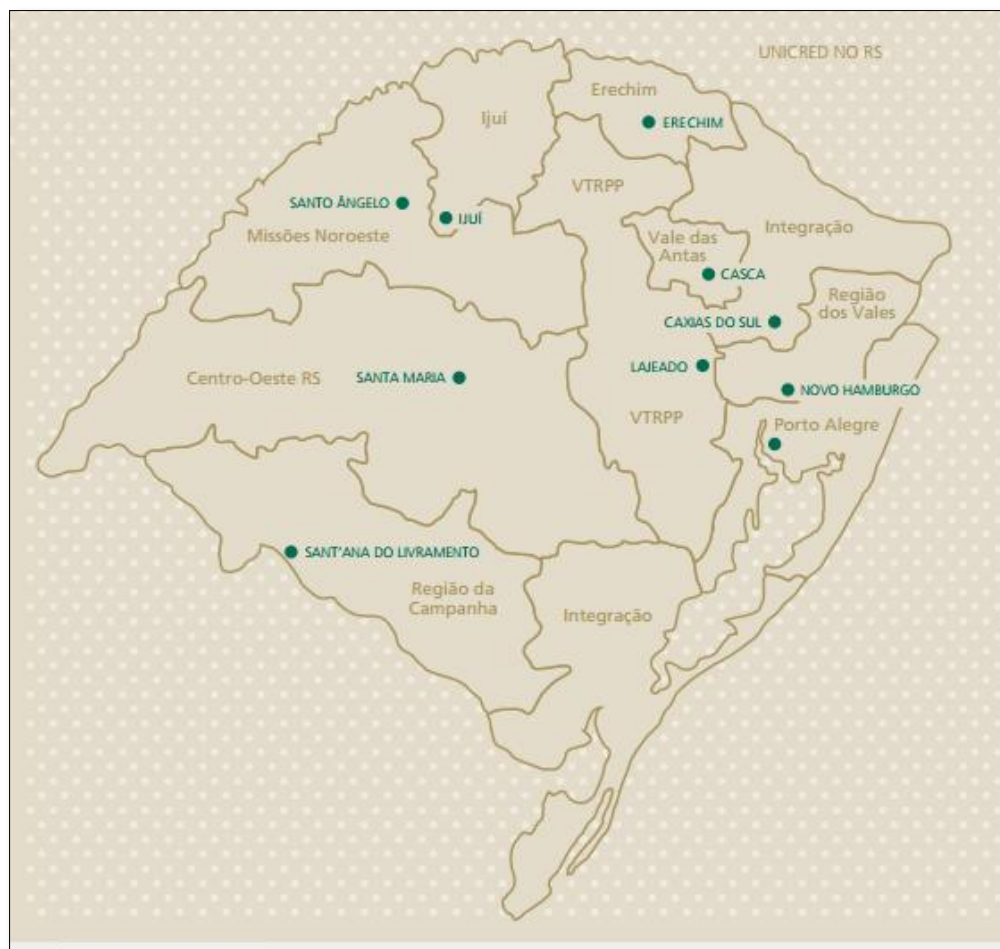 UNICRED NO RS
Erechim
Ijuí
ERECHIM
VTRPP
SANTO ÂNGELO
IJUÍ
Missões Noroeste
Integração
Vale das
Antas
CASCA
Região
dos Vales
CAXIAS DO SUL
LAJEADO
Centro-Oeste RS
SANTA MARIA
NOVO HAMBURGO
VTRPP
Porto Alegre
SANT'ANA DO LIVRAMENTO
Região da
Campanha
Integração